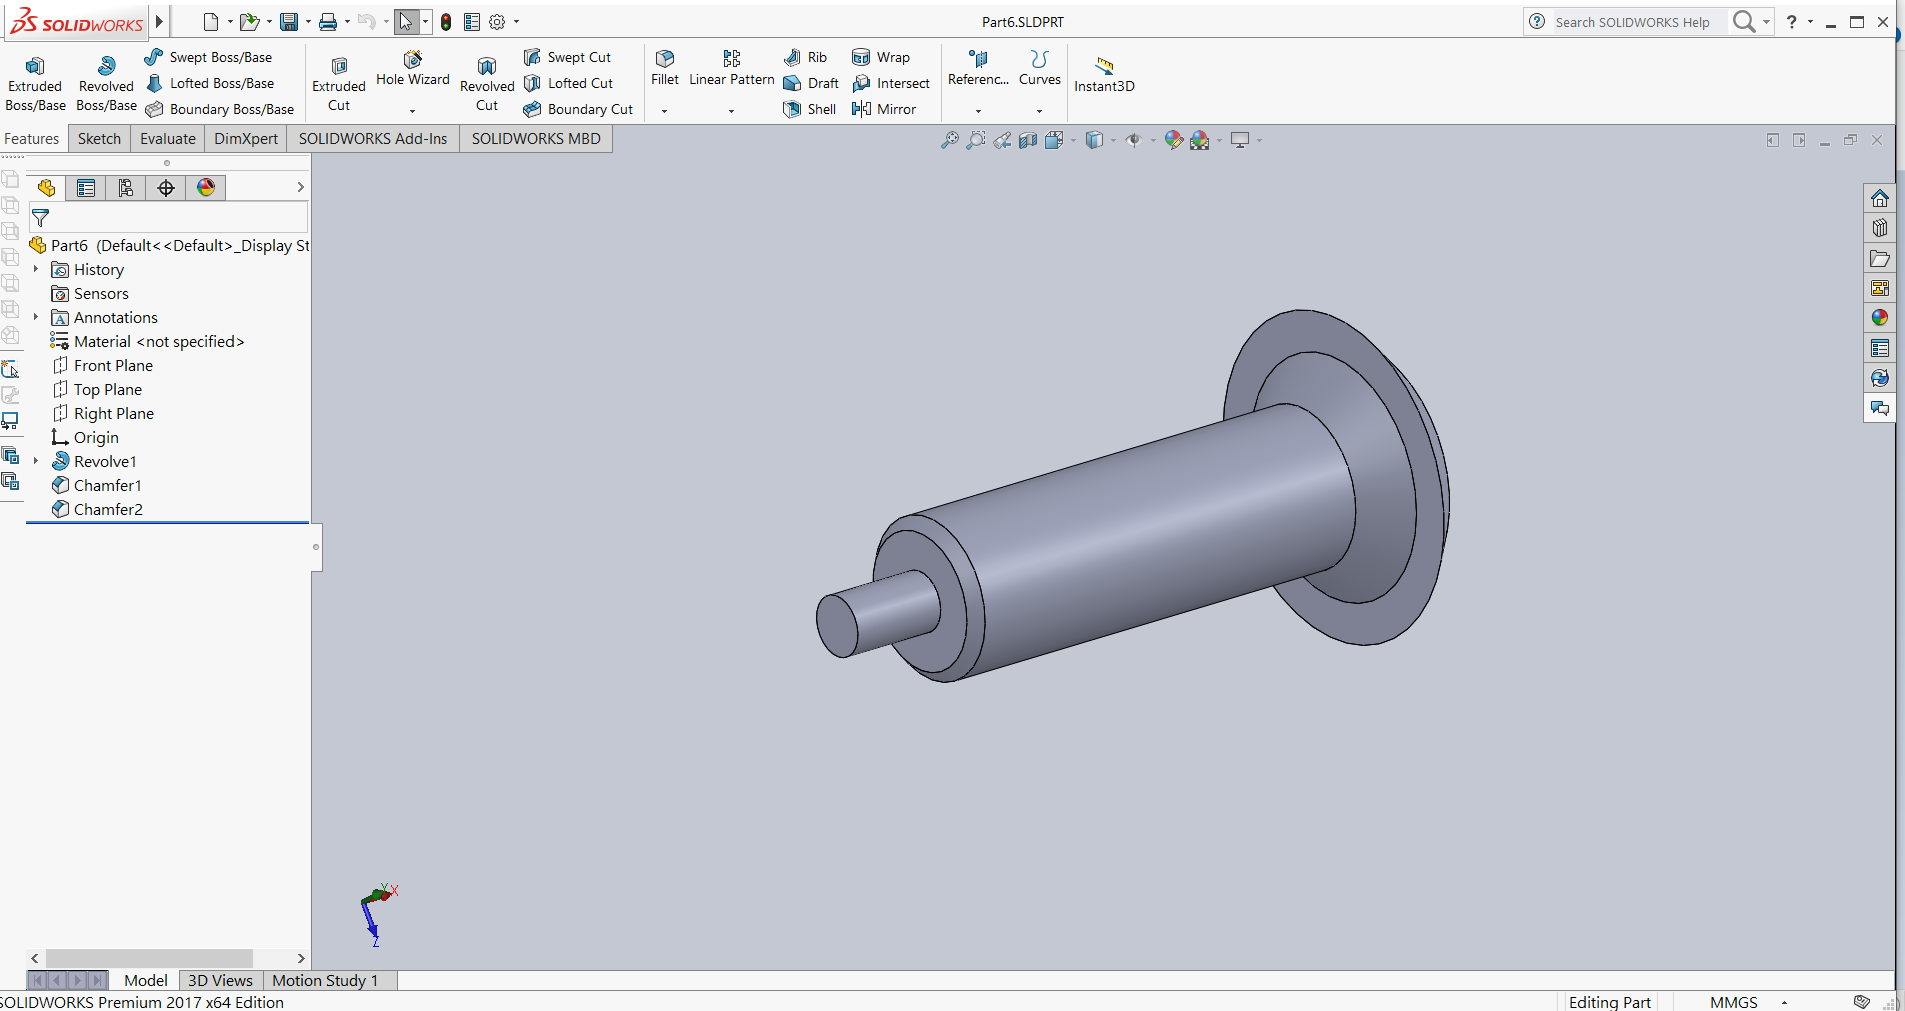 SOLIDWORKS
Part6.SLDPRT
Search SOLIDWORKS Help
?
Extruded Boss/Base
Revolved Boss/Base
Swept Boss/Base
Lofted Boss/Base
Boundary Boss/Base
Extruded Cut
Hole Wizard
Revolved Cut
Swept Cut
Lofted Cut
Boundary Cut
Fillet
Linear Pattern
Rib
Draft
Shell
Wrap
Intersect
Mirror
Referenc...
Curves
Instant3D
Features
Sketch
Evaluate
DimXpert
SOLIDWORKS Add-Ins
SOLIDWORKS MBD
Part6 (Default<<Default>_Display St
History
Sensors
Annotations
Material <not specified>
Front Plane
Top Plane
Right Plane
Origin
Revolve1
Chamfer1
Chamfer2
Y X
Z
Model
3D Views
Motion Study 1
SOLIDWORKS Premium 2017 x64 Edition
Editing Part
MMGS